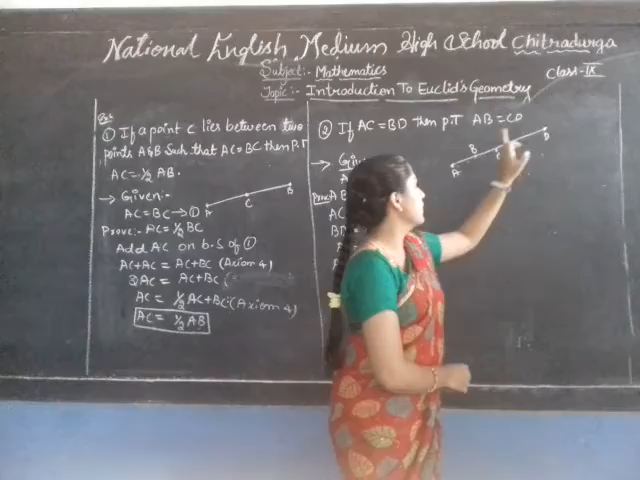 National English Medium High School Chitradurga
Subject:- Mathematics
Class-IX
Topic:- Introduction To Euclid's Geometry
① If a point C lies between two
points A & B Such that AC = BC then P.T
AC = 1/2 AB.
→ Given:-
AC = BC → ①
A C B
Prove:- AC = 1/2 BC
Add AC on b.s of ①
AC + AC = AC + BC (Axiom 4)
2AC = AC + BC
AC = 1/2 AC + BC (Axiom 4)
AC = 1/2 AB
② If AC = BD then P.T AB = CD
A B C D
→ Given
Prove